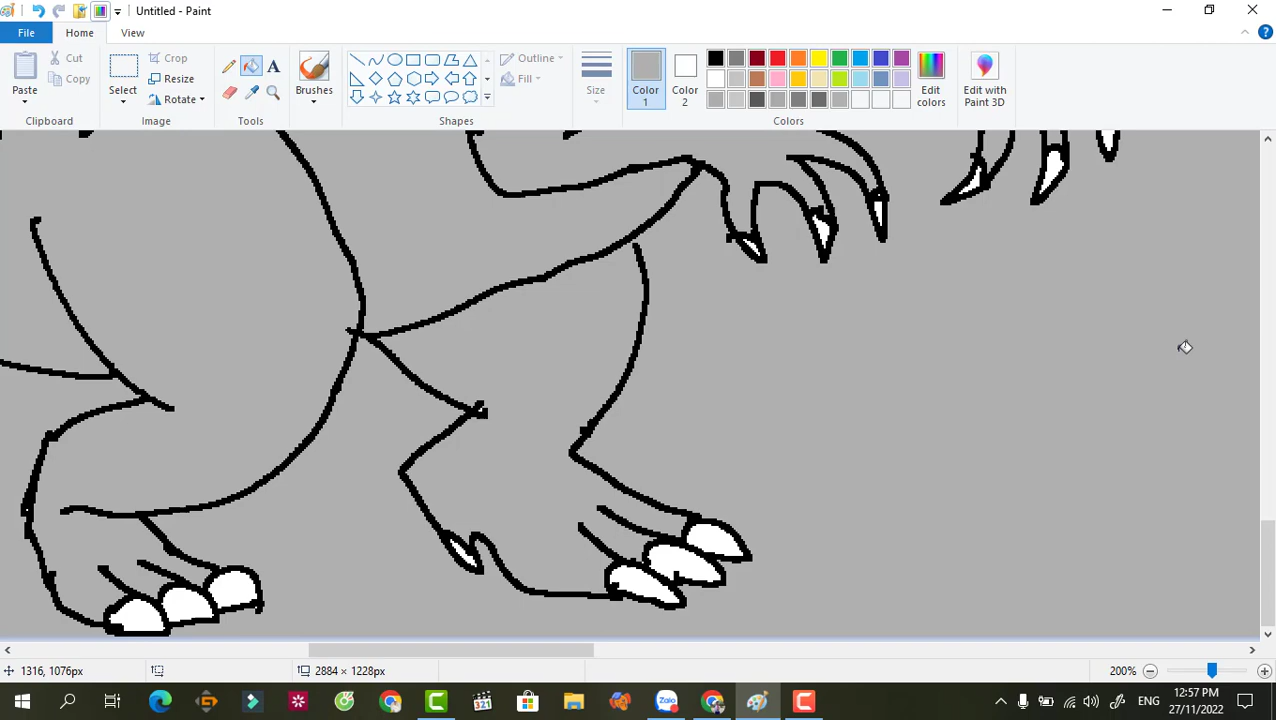 Untitled - Paint
File
Home
View
Paste
Cut
Copy
Clipboard
Select
Crop
Resize
Rotate
Image
Tools
Brushes
Outline
Fill
Shapes
Size
Color 1
Color 2
Edit colors
Colors
Edit with Paint 3D
1316, 1076px
2884 × 1228px
200%
321
Zalo
ENG
12:57 PM
27/11/2022